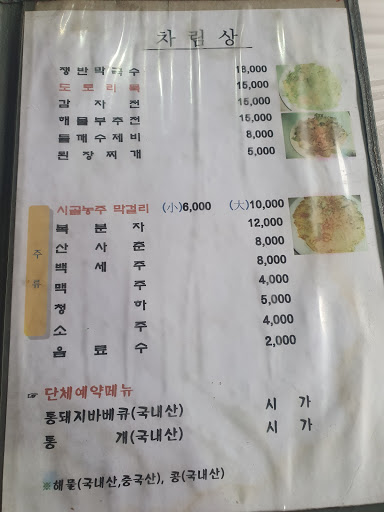 차림상
쟁반막국수 18,000
도토리묵 15,000
감자전 15,000
해물부추전 15,000
들깨수제비 8,000
된장찌개 5,000
주류
시골농주 막걸리 (小)6,000 (大)10,000
복분자 12,000
산사춘 8,000
백세주 8,000
맥주 4,000
청하 5,000
소주 4,000
음료수 2,000
☞ 단체예약메뉴
통돼지바베큐(국내산) 시가
통개(국내산) 시가
※해물(국내산,중국산), 콩(국내산)